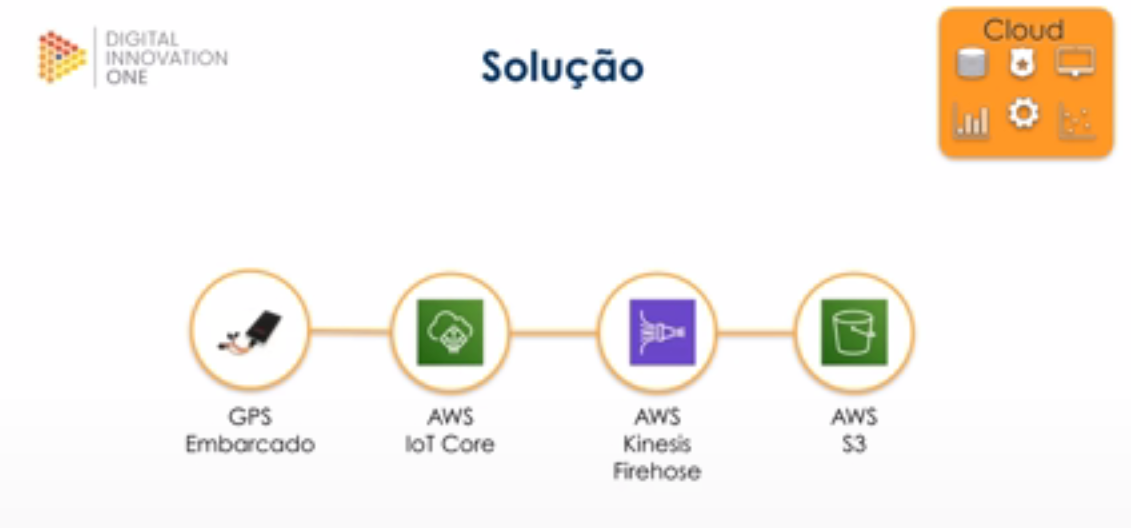 DIGITAL
INNOVATION
ONE
Solução
Cloud
GPS
Embarcado
AWS
IoT Core
AWS
Kinesis
Firehose
AWS
S3